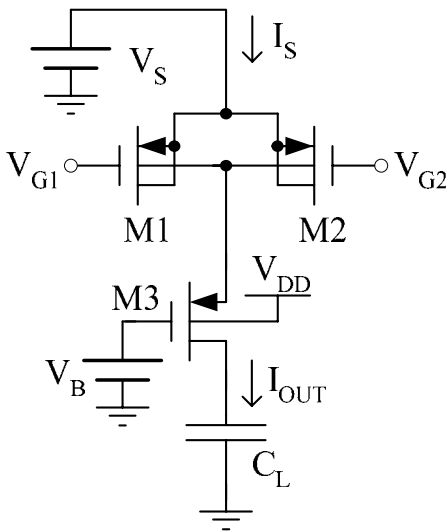 I_S
V_S
V_G1
V_G2
M1
M2
V_DD
M3
V_B
I_OUT
C_L